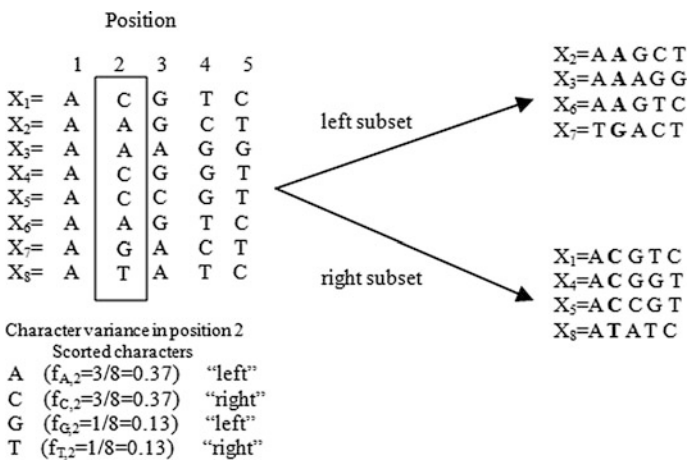 Position
1 2 3 4 5
X₁= A C G T C
X₂= A A G C T
X₃= A A A G G
X₄= A C G G T
X₅= A C C G T
X₆= A A G T C
X₇= A G A C T
X₈= A T A T C
left subset
right subset
X₂=A A G C T
X₃=A A A G G
X₆=A A G T C
X₇=T G A C T
X₁=A C G T C
X₄=A C G G T
X₅=A C C G T
X₈=A T A T C
Character variance in position 2
Scorted characters
A (f_A,2=3/8=0.37) “left”
C (f_C,2=3/8=0.37) “right”
G (f_G,2=1/8=0.13) “left”
T (f_T,2=1/8=0.13) “right”